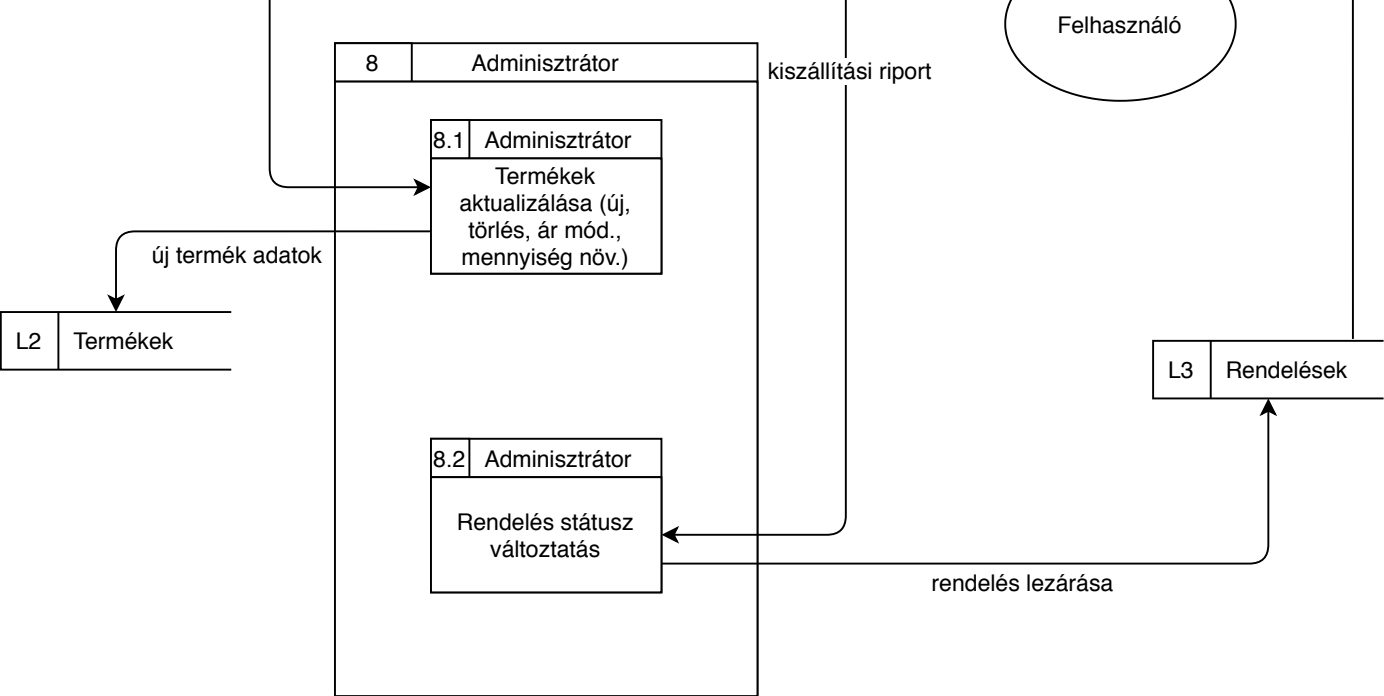 Felhasználó
8 Adminisztrátor
kiszállítási riport
8.1 Adminisztrátor
Termékek
aktualizálása (új,
törlés, ár mód.,
mennyiség növ.)
új termék adatok
L2 Termékek
L3 Rendelések
8.2 Adminisztrátor
Rendelés státusz
változtatás
rendelés lezárása